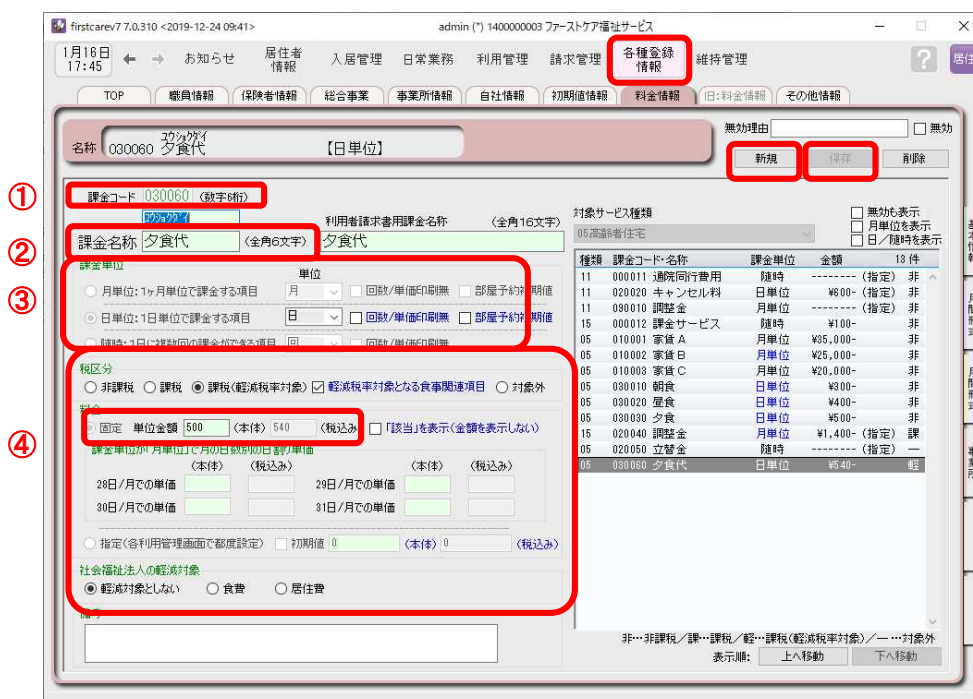 firstcarev7 7.0.310 <2019-12-24 09:41> admin (*) 1400000003 ファーストケア福祉サービス
1月16日
17:45
お知らせ 居住者情報 入居管理 日常業務 利用管理 請求管理 各種登録情報 維持管理 ?
TOP 職員情報 保険者情報 総合事業 事業所情報 自社情報 初期値情報 料金情報 旧:料金情報 その他情報
無効理由 無効
名称 030060 ユウショクダイ 夕食代 【日単位】
新規 保存 削除
① 課金コード 030060 (数字6桁)
ユウショクダイ 利用者請求書用課金名称 (全角16文字)
② 課金名称 夕食代 (全角6文字) 夕食代
③ 課金単位 単位
月単位:1ヶ月単位で課金する項目 月 回数/単価印刷無 部屋予約初期値
日単位:1日単位で課金する項目 日 回数/単価印刷無 部屋予約初期値
随時:1日に複数回の課金ができる項目 回 回数/単価印刷無
税区分
非課税 課税 課税(軽減税率対象) 軽減税率対象となる食事関連項目 対象外
④ 料金
固定 単位金額 500 (本体) 540 (税込み) 「該当」を表示(金額を表示しない)
課金単位が「月単位」で月の日数別の日割り単価
(本体) (税込み) (本体) (税込み)
28日/月での単価 29日/月での単価
30日/月での単価 31日/月での単価
指定(各利用管理画面で都度設定) 初期値 0 (本体) 0 (税込み)
社会福祉法人の軽減対象
軽減対象としない 食費 居住費
備考
対象サービス種類 無効も表示
05高齢者住宅 月単位を表示
日/随時を表示
種類 課金コード・名称 課金単位 金額 13 件
11 000011 通院同行費用 随時 -------- (指定) 非
11 020020 キャンセル料 日単位 ¥600- (指定) 非
11 090010 調整金 月単位 -------- (指定) 非
15 000012 課金サービス 随時 ¥100- 非
05 010001 家賃A 月単位 ¥35,000- 非
05 010002 家賃B 月単位 ¥25,000- 非
05 010003 家賃C 月単位 ¥20,000- 非
05 030010 朝食 日単位 ¥300- 非
05 030020 昼食 日単位 ¥400- 非
05 030030 夕食 日単位 ¥500- 非
15 020040 調整金 月単位 ¥1,400- (指定) 課
15 020050 立替金 随時 -------- (指定) ―
05 030060 夕食代 日単位 ¥540- 軽
非…非課税/課…課税/軽…課税(軽減税率対象)/―…対象外
表示順: 上へ移動 下へ移動